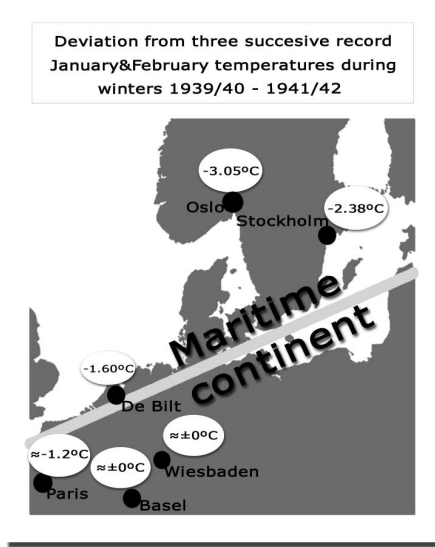 Deviation from three succesive record
January&February temperatures during
winters 1939/40 - 1941/42
-3.05ºC
Oslo
-2.38ºC
Stockholm
Maritime
continent
-1.60ºC
De Bilt
≈±0ºC
≈-1.2ºC
≈±0ºC
Wiesbaden
Paris
Basel